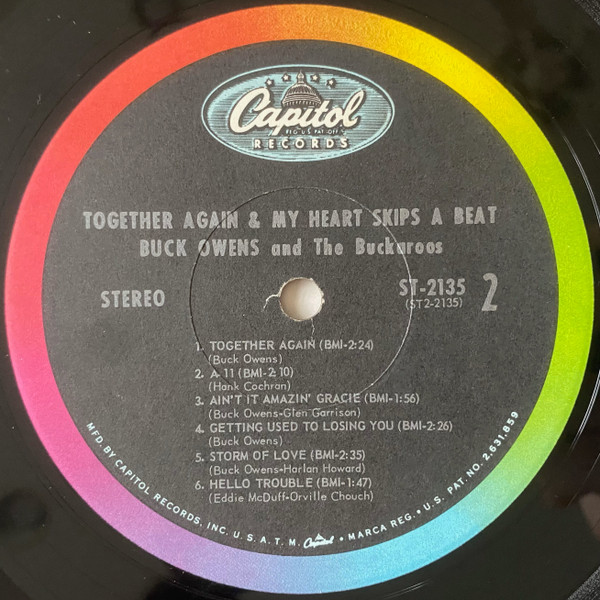 Capitol
REG. U.S. PAT. OFF.
RECORDS
TOGETHER AGAIN & MY HEART SKIPS A BEAT
BUCK OWENS and The Buckaroos
STEREO
ST-2135
(ST2-2135)
2
1. TOGETHER AGAIN (BMI-2:24)
(Buck Owens)
2. A-11 (BMI-2:10)
(Hank Cochran)
3. AIN'T IT AMAZIN' GRACIE (BMI-1:56)
(Buck Owens-Glen Garrison)
4. GETTING USED TO LOSING YOU (BMI-2:26)
(Buck Owens)
5. STORM OF LOVE (BMI-2:35)
(Buck Owens-Harlan Howard)
6. HELLO TROUBLE (BMI-1:47)
(Eddie McDuff-Orville Chouch)
MFD. BY CAPITOL RECORDS, INC. U.S.A. T.M. Capitol • MARCA REG. • U.S. PAT. NO. 2,631,859